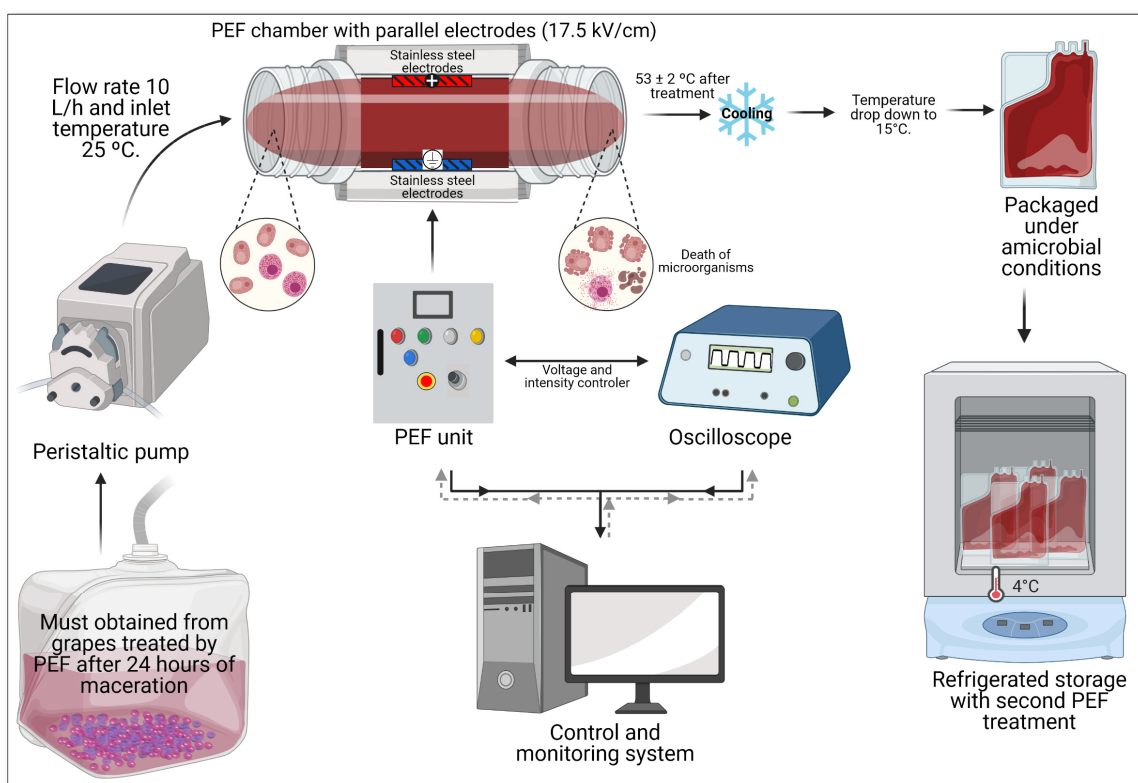 PEF chamber with parallel electrodes (17.5 kV/cm)
Stainless steel
electrodes
Flow rate 10
L/h and inlet
temperature
25 ºC.
53 ± 2 ºC after
treatment
Cooling
Temperature
drop down to
15°C.
Stainless steel
electrodes
Packaged
under
amicrobial
conditions
Death of
microorganisms
Voltage and
intensity controler
PEF unit
Oscilloscope
Peristaltic pump
4°C
Must obtained from
grapes treated by
PEF after 24 hours of
maceration
Refrigerated storage
with second PEF
treatment
Control and
monitoring system